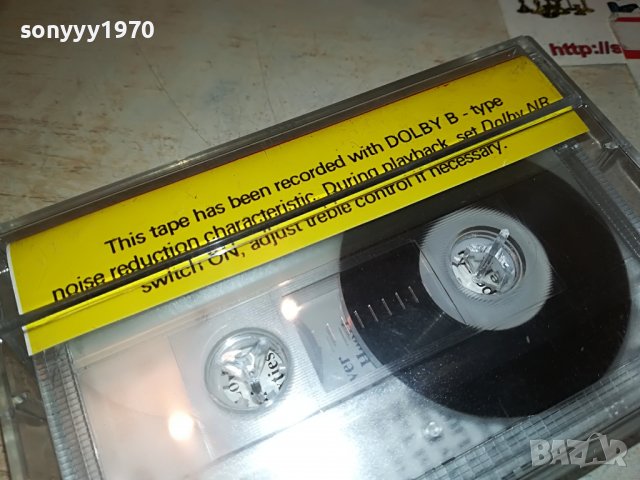 sonyyy1970
http://s
This tape has been recorded with DOLBY B - type
noise reduction characteristic. During playback, set Dolby NR
switch ON, adjust treble control if necessary.
ver
BAZAR